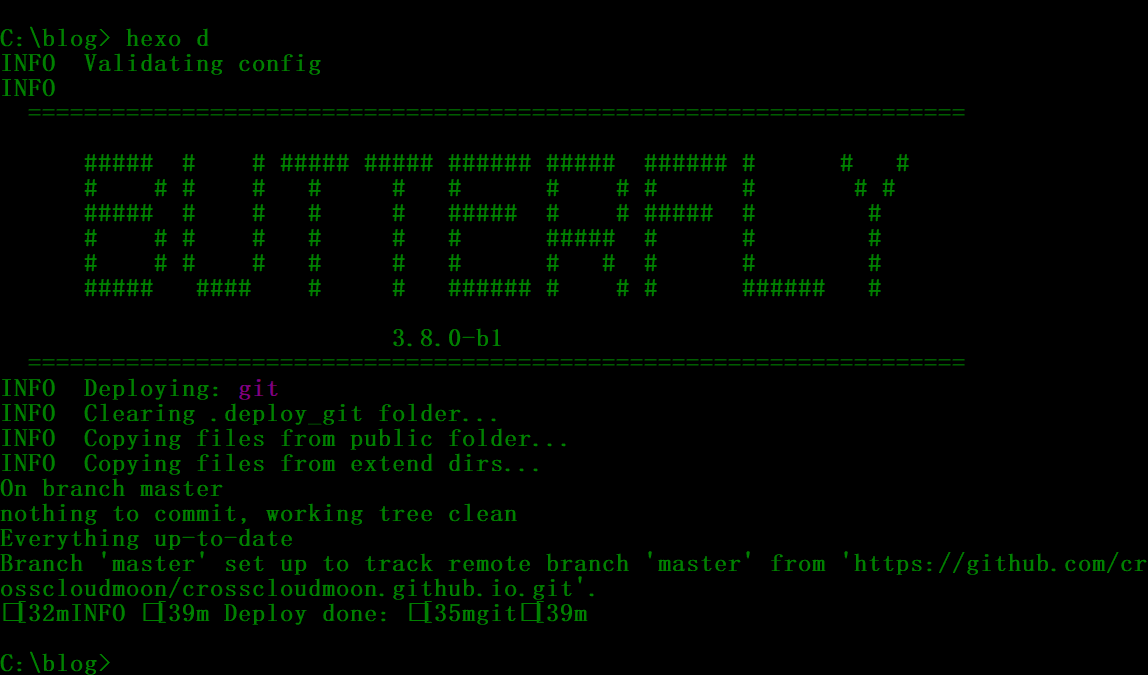 C:\blog> hexo d
INFO  Validating config
INFO
  ===================================================================

      #####  #    # ##### ##### ###### #####  ###### #      #   #
      #    # #    #   #     #   #      #    # #      #       # #
      #####  #    #   #     #   #####  #    # #####  #        #
      #    # #    #   #     #   #      #####  #      #        #
      #    # #    #   #     #   #      #   #  #      #        #
      #####   ####    #     #   ###### #    # #      ######   #

                            3.8.0-b1
  ===================================================================
INFO  Deploying: git
INFO  Clearing .deploy_git folder...
INFO  Copying files from public folder...
INFO  Copying files from extend dirs...
On branch master
nothing to commit, working tree clean
Everything up-to-date
Branch 'master' set up to track remote branch 'master' from 'https://github.com/cr
osscloudmoon/crosscloudmoon.github.io.git'.
□[32mINFO □[39m Deploy done: □[35mgit□[39m

C:\blog>